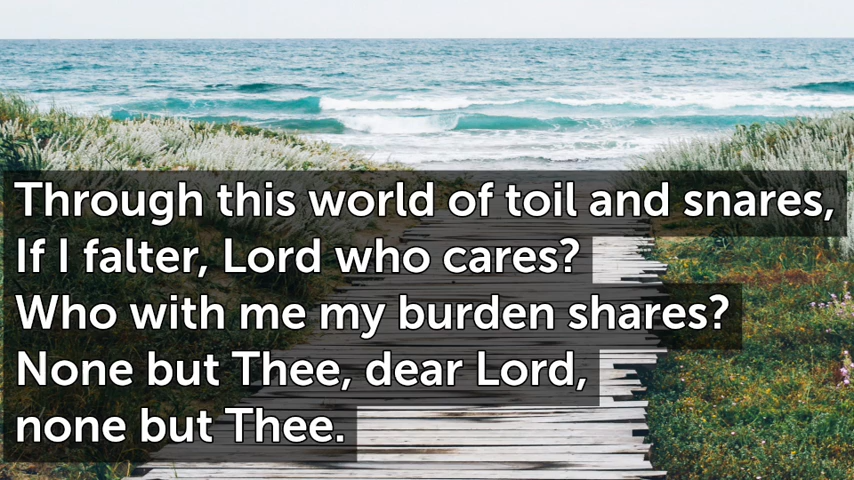 Through this world of toil and snares,
If I falter, Lord who cares?
Who with me my burden shares?
None but Thee, dear Lord,
none but Thee.